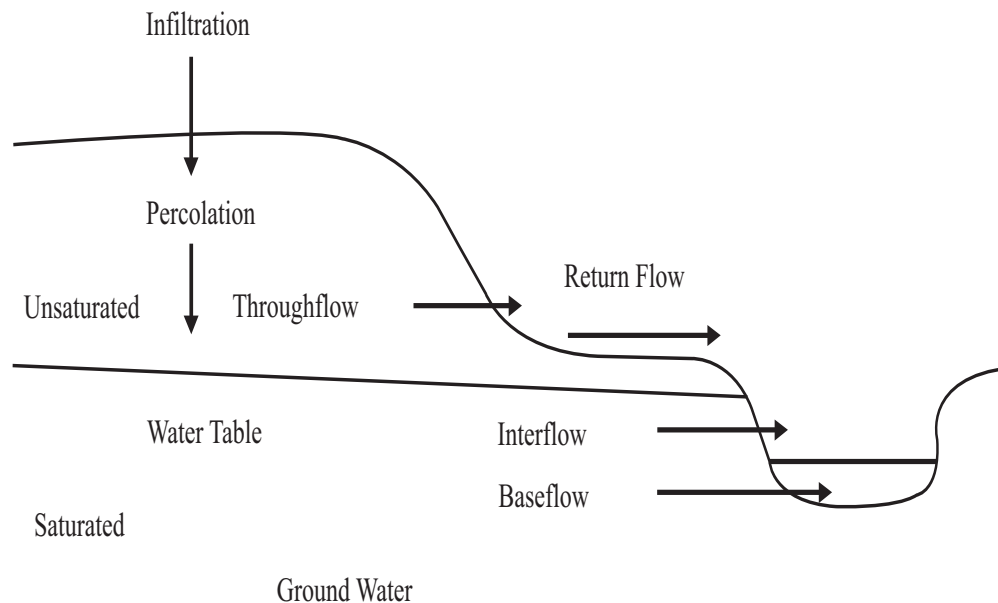 Infiltration
Percolation
Return Flow
Unsaturated
Throughflow
Water Table
Interflow
Baseflow
Saturated
Ground Water